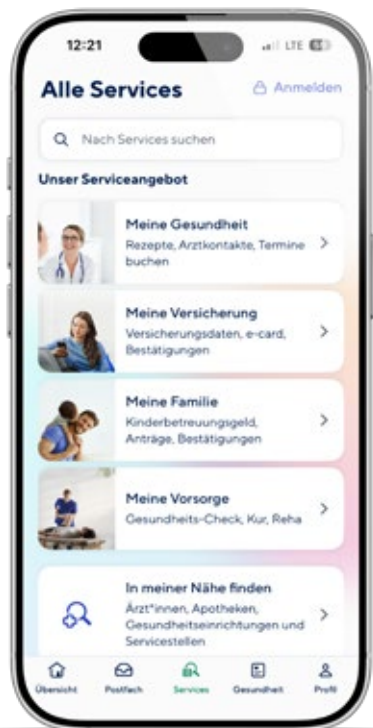 12:21
LTE
Alle Services
Anmelden
Nach Services suchen
Unser Serviceangebot
Meine Gesundheit
Rezepte, Arztkontakte, Termine
buchen
Meine Versicherung
Versicherungsdaten, e-card,
Bestätigungen
Meine Familie
Kinderbetreuungsgeld,
Anträge, Bestätigungen
Meine Vorsorge
Gesundheits-Check, Kur, Reha
In meiner Nähe finden
Ärzt*innen, Apotheken,
Gesundheitseinrichtungen und
Servicestellen
Übersicht Postfach Services Gesundheit Profil